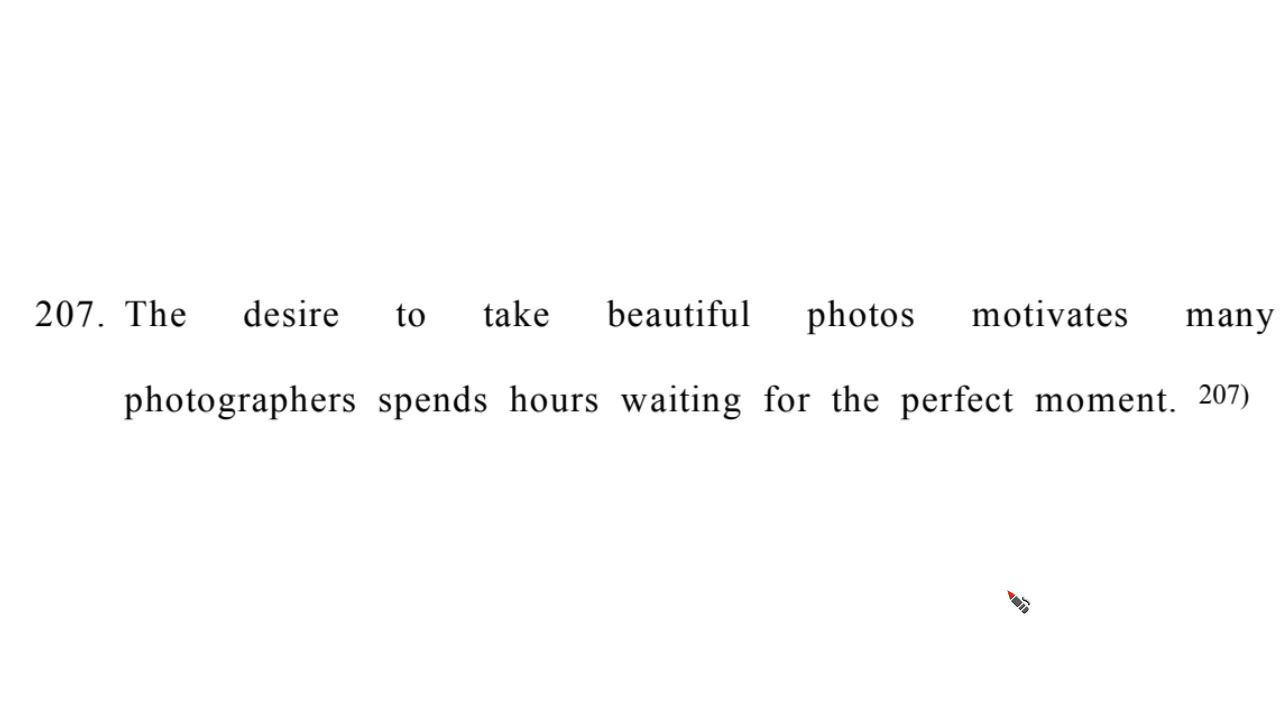 207. The desire to take beautiful photos motivates many
photographers spends hours waiting for the perfect moment. 207)